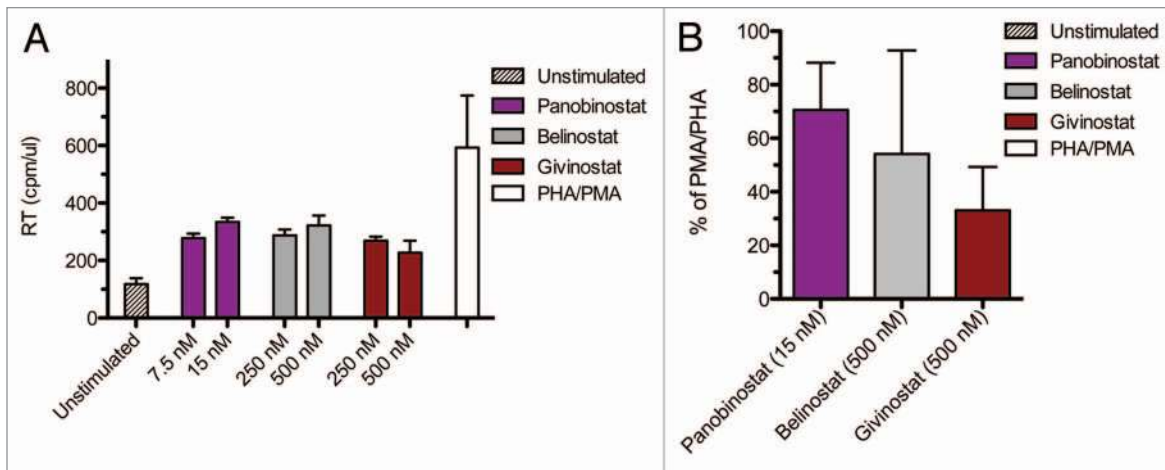 A
RT (cpm/ul)
800
600
400
200
0
Unstimulated
7.5 nM
15 nM
250 nM
500 nM
250 nM
500 nM
Unstimulated
Panobinostat
Belinostat
Givinostat
PHA/PMA
B
% of PMA/PHA
100
80
60
40
20
0
Panobinostat (15 nM)
Belinostat (500 nM)
Givinostat (500 nM)
Unstimulated
Panobinostat
Belinostat
Givinostat
PHA/PMA